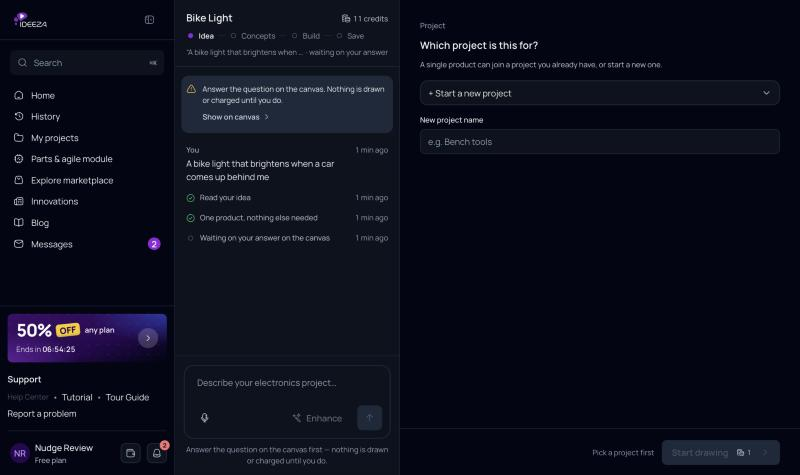 IDEEZA
Search
⌘K
Home
History
My projects
Parts & agile module
Explore marketplace
Innovations
Blog
Messages
2
50% OFF any plan
Ends in 06:54:25
Support
Help Center • Tutorial • Tour Guide
Report a problem
NR
Nudge Review
Free plan
2
Bike Light
11 credits
Idea
Concepts
Build
Save
"A bike light that brightens when ... · waiting on your answer
Answer the question on the canvas. Nothing is drawn
or charged until you do.
Show on canvas
You
1 min ago
A bike light that brightens when a car
comes up behind me
Read your idea
1 min ago
One product, nothing else needed
1 min ago
Waiting on your answer on the canvas
1 min ago
Describe your electronics project...
Enhance
Answer the question on the canvas first — nothing is drawn
or charged until you do.
Project
Which project is this for?
A single product can join a project you already have, or start a new one.
+ Start a new project
New project name
e.g. Bench tools
Pick a project first
Start drawing
1